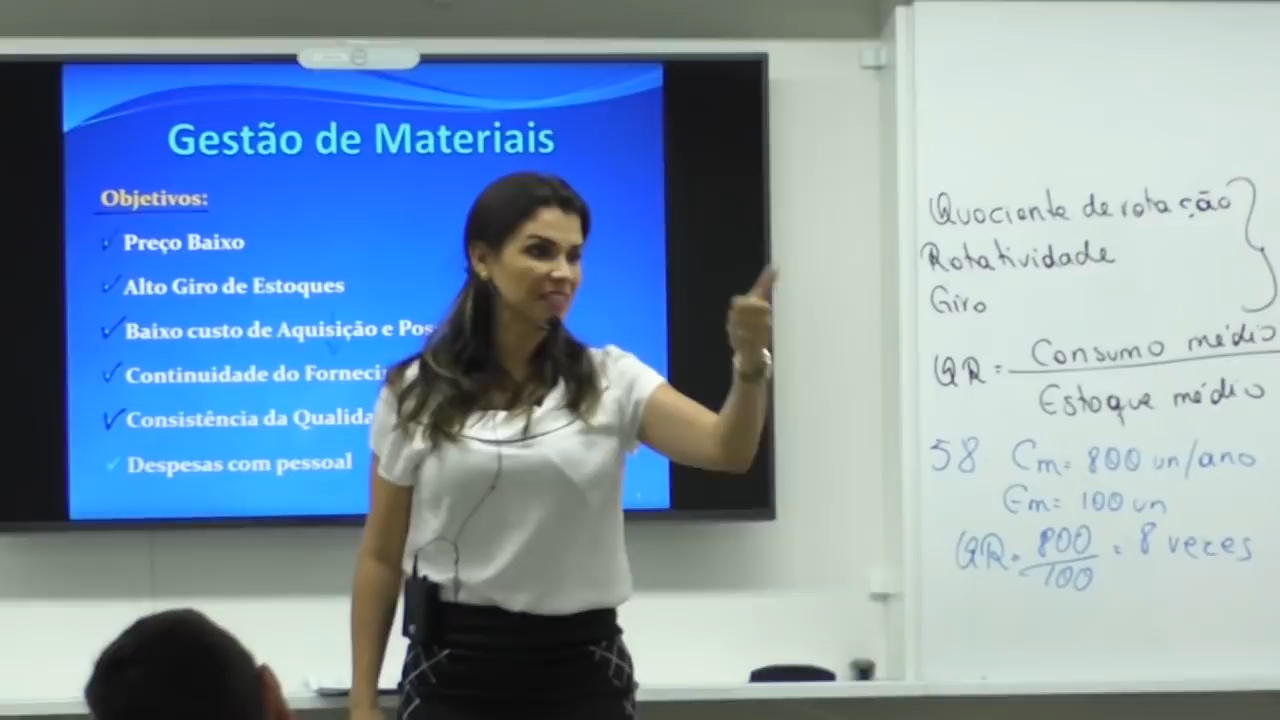 Gestão de Materiais
Objetivos:
Preço Baixo
Alto Giro de Estoques
Baixo custo de Aquisição e Pos
Continuidade do Forneci
Consistência da Qualida
Despesas com pessoal
Quociente de rotação
Rotatividade
Giro
QR = Consumo médio
Estoque médio
58 Cm = 800 un/ano
Em = 100 un
QR = 800 = 8 vezes
100